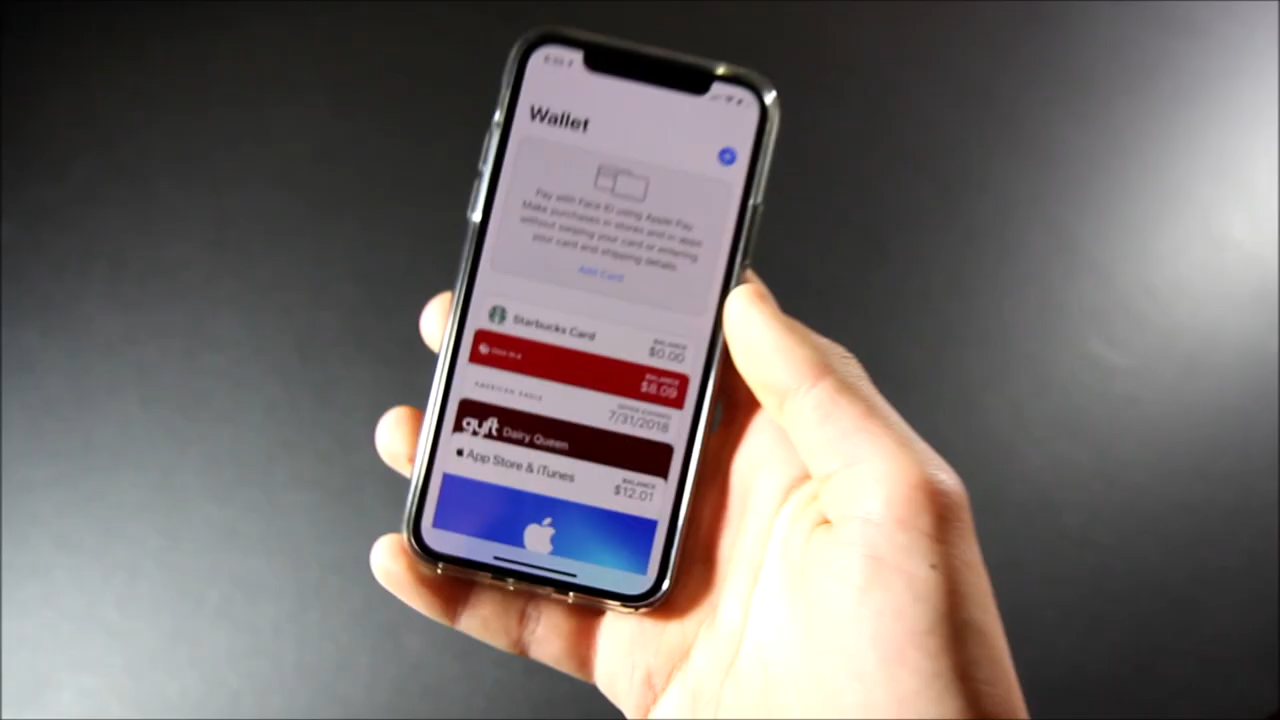 Wallet
Pay with Face ID using Apple Pay.
Make purchases in stores and in apps
without swiping your card or entering
your card and shipping details.
Add Card
Starbucks Card
BALANCE
$0.00
BALANCE
$8.09
AMERICAN EAGLE
OFFER EXPIRES
7/31/2018
gyft Dairy Queen
App Store & iTunes
BALANCE
$12.01